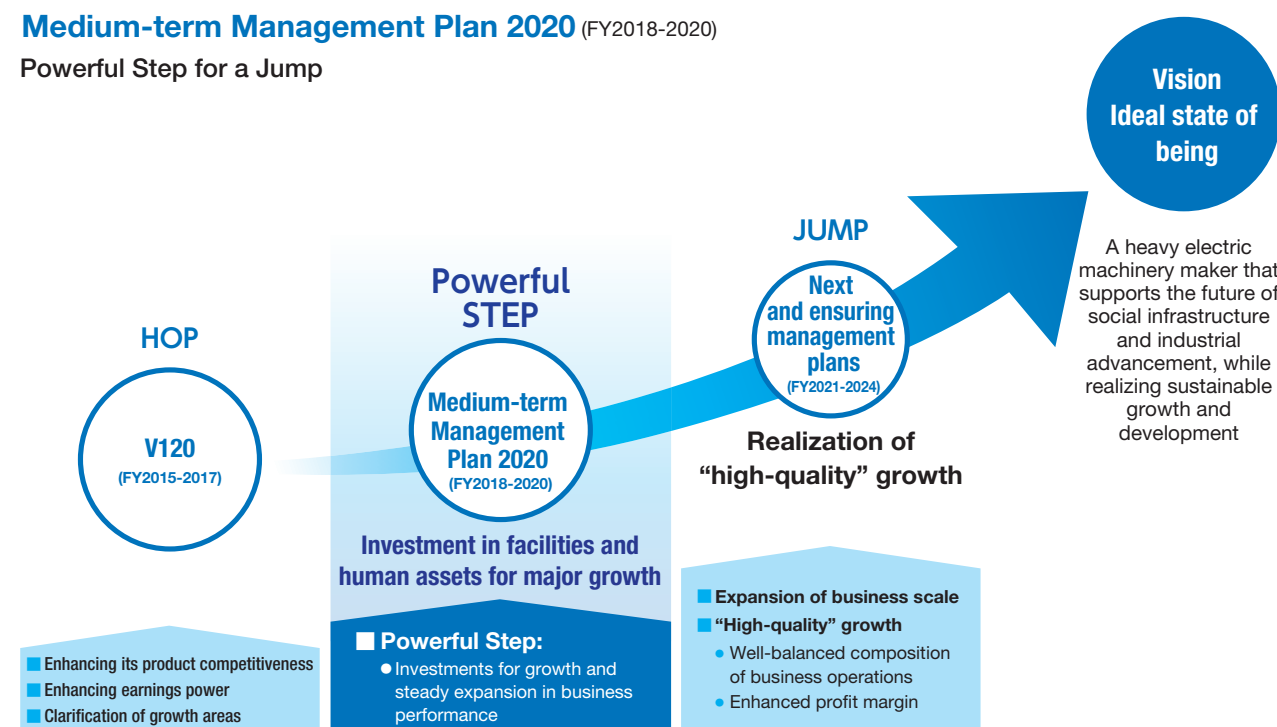 Medium-term Management Plan 2020 (FY2018-2020)
Powerful Step for a Jump
HOP
V120
(FY2015-2017)
Enhancing its product competitiveness
Enhancing earnings power
Clarification of growth areas
Powerful
STEP
Medium-term
Management
Plan 2020
(FY2018-2020)
Investment in facilities and
human assets for major growth
Powerful Step:
Investments for growth and
steady expansion in business
performance
JUMP
Next
and ensuring
management
plans
(FY2021-2024)
Realization of
“high-quality” growth
Expansion of business scale
“High-quality” growth
Well-balanced composition
of business operations
Enhanced profit margin
Vision
Ideal state of
being
A heavy electric
machinery maker that
supports the future of
social infrastructure
and industrial
advancement, while
realizing sustainable
growth and
development